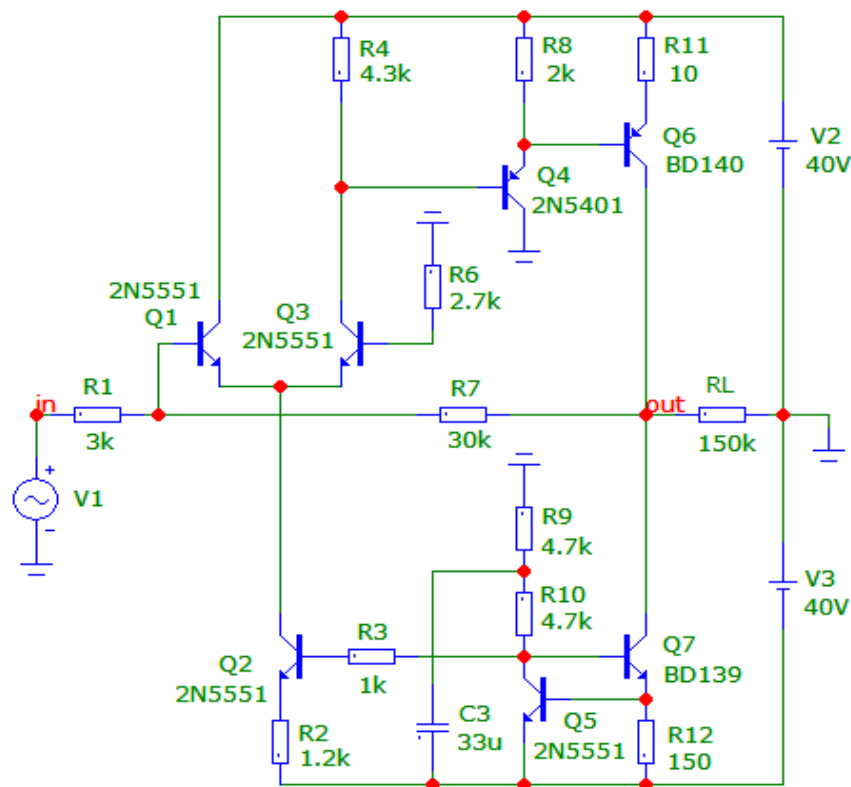 R4
4.3k
R8
2k
R11
10
Q6
BD140
V2
40V
Q4
2N5401
R6
2.7k
2N5551
Q1
Q3
2N5551
in
R1
3k
R7
30k
out
RL
150k
+
V1
-
R9
4.7k
R10
4.7k
V3
40V
Q2
2N5551
R3
1k
Q7
BD139
R2
1.2k
C3
33u
Q5
2N5551
R12
150